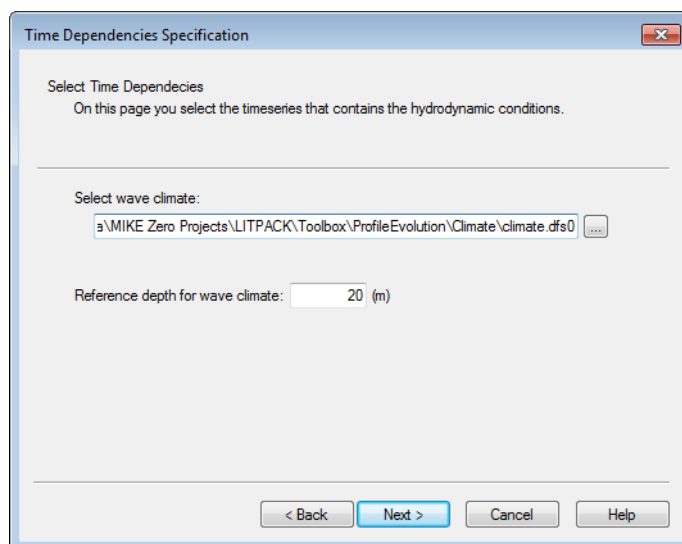 Time Dependencies Specification
Select Time Dependecies
On this page you select the timeseries that contains the hydrodynamic conditions.
Select wave climate:
a\MIKE Zero Projects\LITPACK\Toolbox\ProfileEvolution\Climate\climate.dfs0 ...
Reference depth for wave climate: 20 (m)
< Back Next > Cancel Help